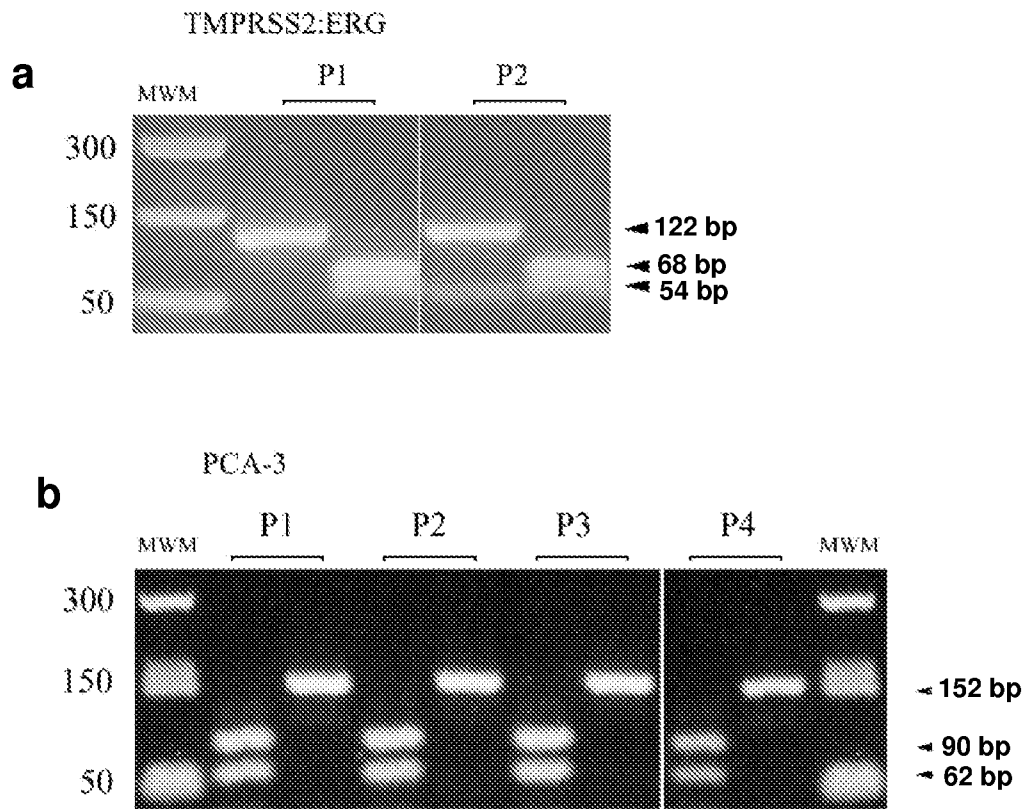 TMPRSS2:ERG
a
MWM P1 P2
300
150
50
122 bp
68 bp
54 bp
PCA-3
b
MWM P1 P2 P3 P4 MWM
300
150
50
152 bp
90 bp
62 bp